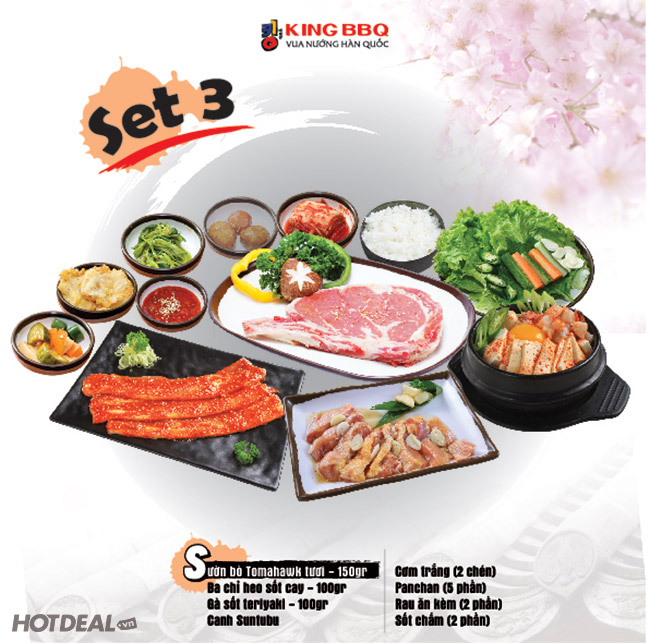 KING BBQ
VUA NƯỚNG HÀN QUỐC
Set 3
Sườn bò Tomahawk tươi - 150gr
Ba chỉ heo sốt cay - 100gr
Gà sốt teriyaki - 100gr
Canh Suntubu
Cơm trắng (2 chén)
Panchan (5 phần)
Rau ăn kèm (2 phần)
Sốt chấm (2 phần)
HOTDEAL.vn